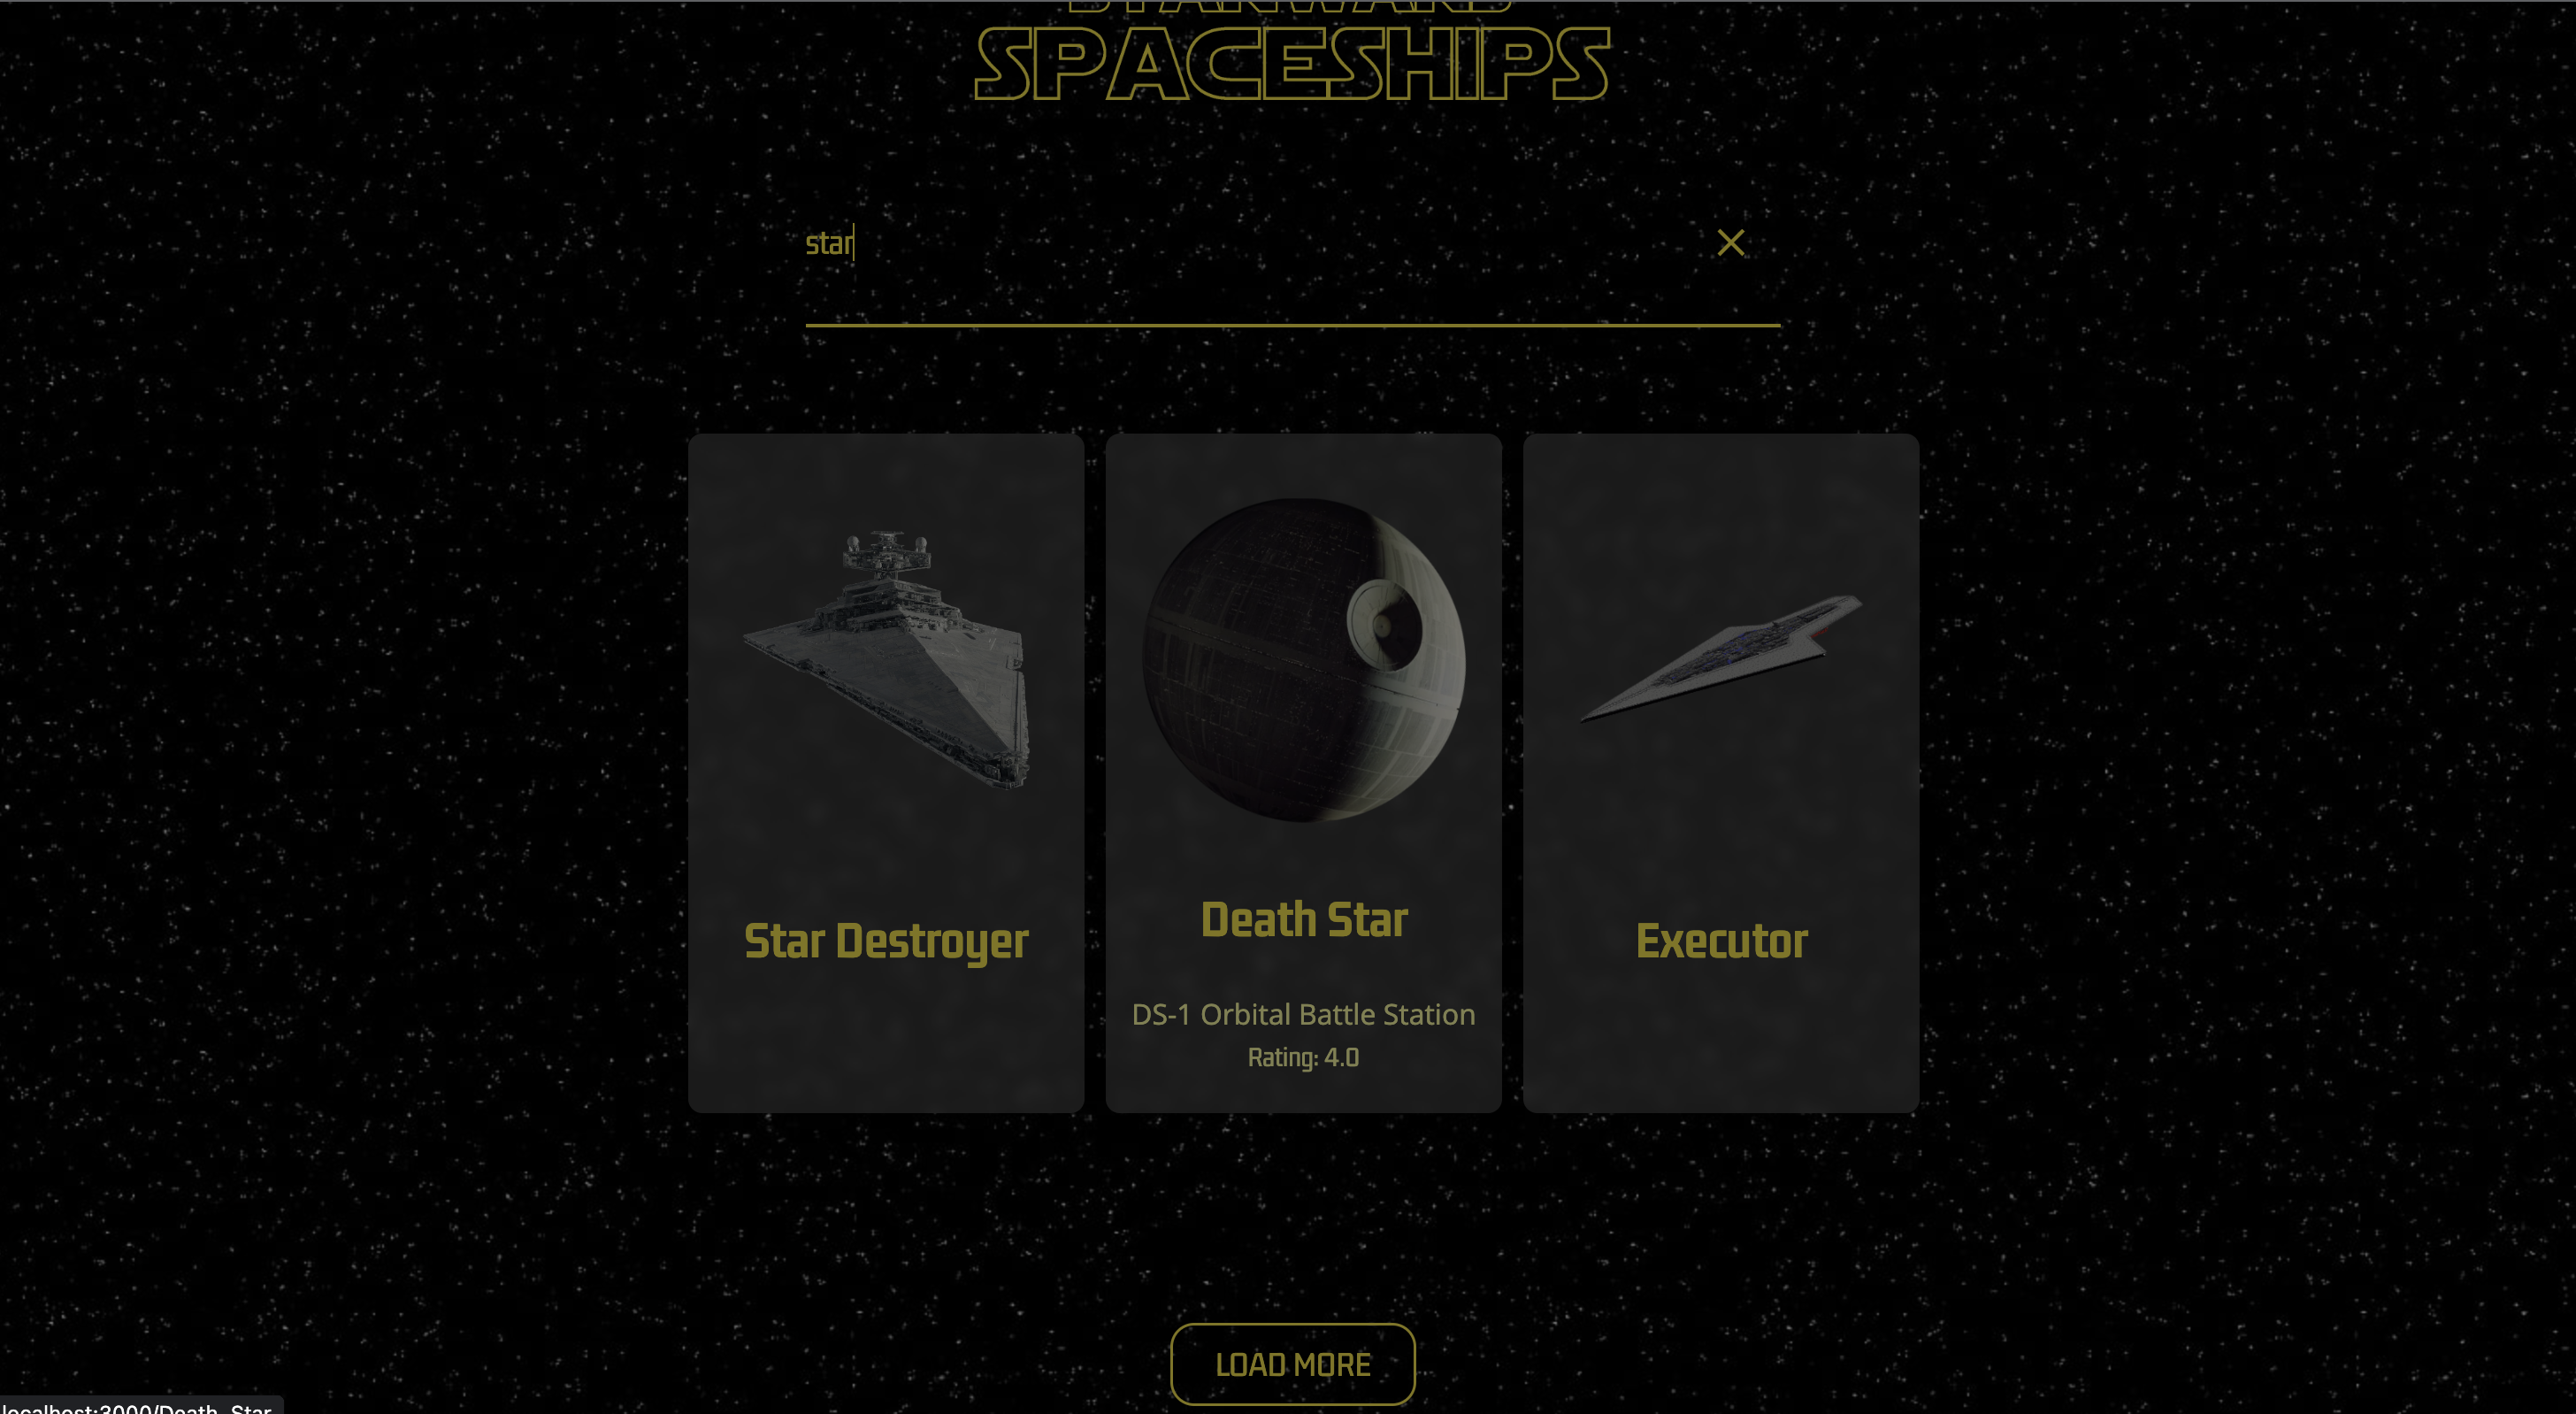 SPACESHIPS
star
Star Destroyer
Death Star
Executor
DS-1 Orbital Battle Station
Rating: 4.0
LOAD MORE
localhost:3000/Death_Star